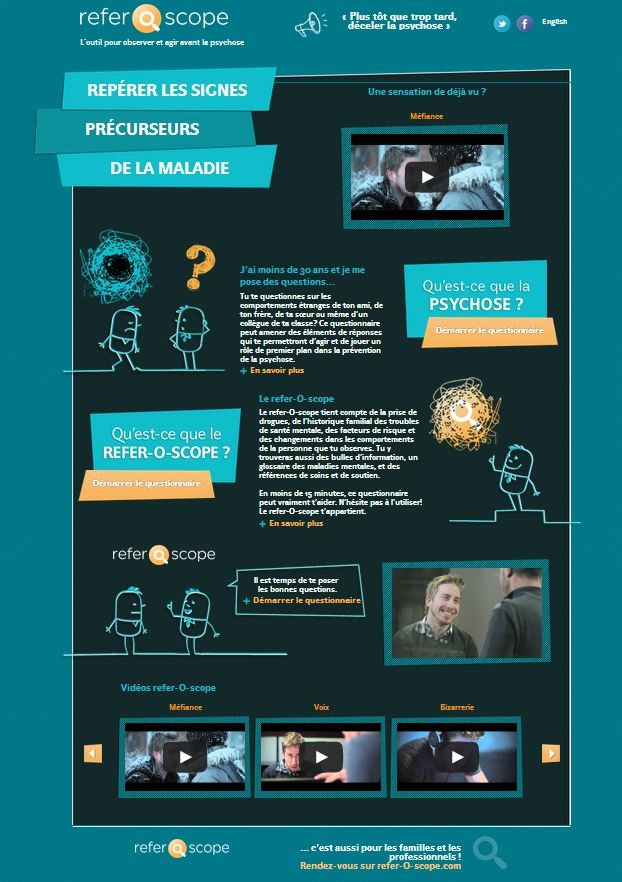 referoscope
L'outil pour observer et agir avant la psychose
« Plus tôt que trop tard,
déceler la psychose »
English
REPÉRER LES SIGNES
PRÉCURSEURS
DE LA MALADIE
Une sensation de déjà vu ?
Méfiance
J'ai moins de 30 ans et je me
pose des questions...
Tu te questionnes sur les
comportements étranges de ton ami, de
ton frère, de ta sœur ou même d'un
collègue de ta classe? Ce questionnaire
peut amener des éléments de réponses
qui te permettront d'agir et de jouer un
rôle de premier plan dans la prévention
de la psychose.
+ En savoir plus
Qu'est-ce que la
PSYCHOSE ?
Démarrer le questionnaire
Qu'est-ce que le
REFER-O-SCOPE ?
Démarrer le questionnaire
Le refer-O-scope
Le refer-O-scope tient compte de la prise de
drogues, de l'historique familial des troubles
de santé mentale, des facteurs de risque et
des changements dans les comportements
de la personne que tu observes. Tu y
trouveras aussi des bulles d'information, un
glossaire des maladies mentales, et des
références de soins et de soutien.
En moins de 15 minutes, ce questionnaire
peut vraiment t'aider. N'hésite pas à l'utiliser!
Le refer-O-scope t'appartient.
+ En savoir plus
referoscope
Il est temps de te poser
les bonnes questions.
+ Démarrer le questionnaire
Vidéos refer-O-scope
Méfiance
Voix
Bizarrerie
referoscope
... c'est aussi pour les familles et les
professionnels !
Rendez-vous sur refer-O-scope.com